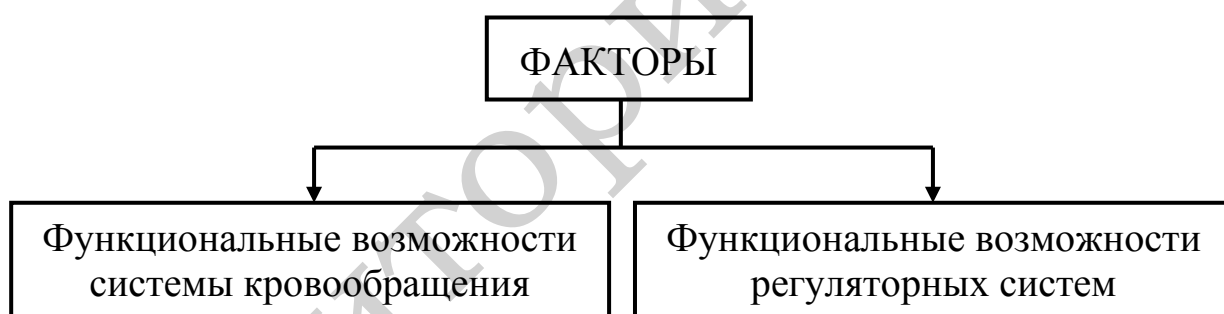 ФАКТОРЫ
Функциональные возможности
системы кровообращения
Функциональные возможности
регуляторных систем